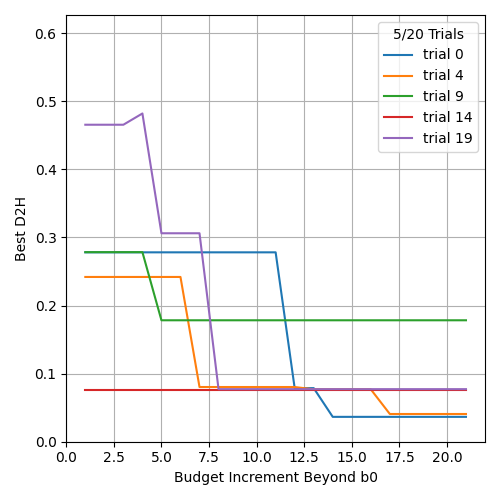 5/20 Trials
trial 0
trial 4
trial 9
trial 14
trial 19
Best D2H
0.6
0.5
0.4
0.3
0.2
0.1
0.0
0.0 2.5 5.0 7.5 10.0 12.5 15.0 17.5 20.0
Budget Increment Beyond b0